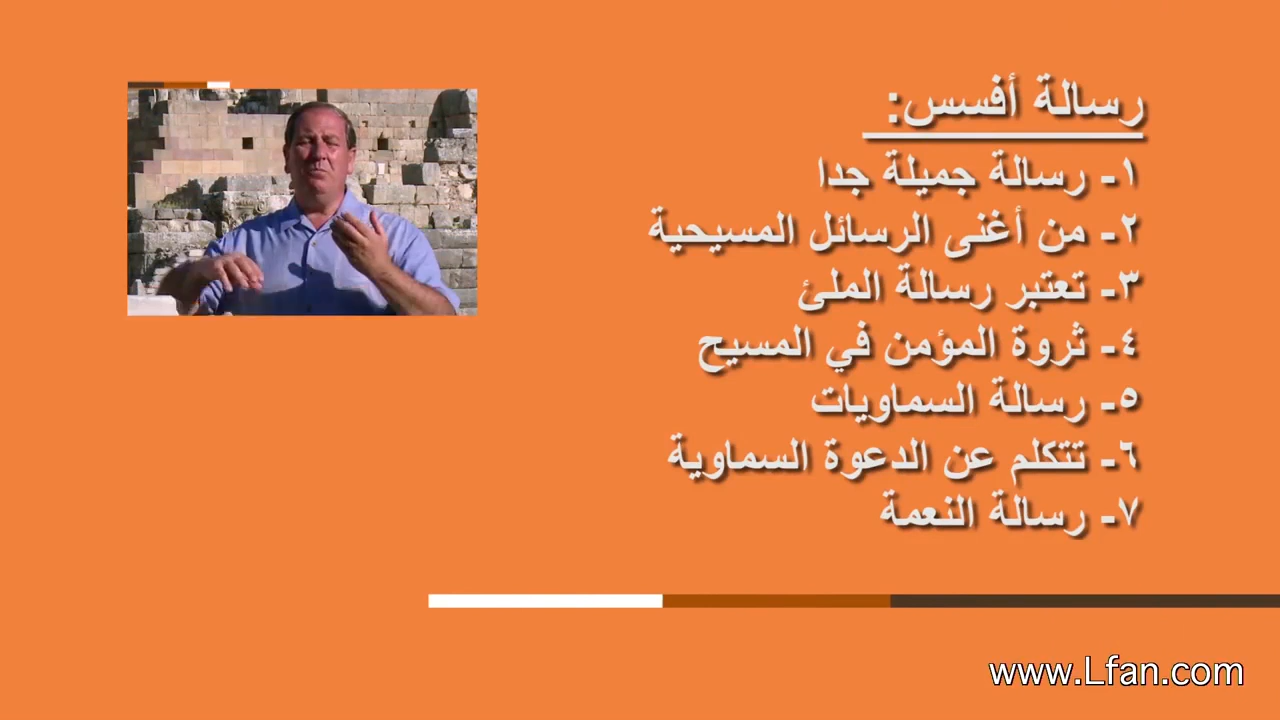 رسالة أفسس:
١- رسالة جميلة جدا
٢- من أغنى الرسائل المسيحية
٣- تعتبر رسالة الملئ
٤- ثروة المؤمن في المسيح
٥- رسالة السماويات
٦- تتكلم عن الدعوة السماوية
٧- رسالة النعمة
www.Lfan.com